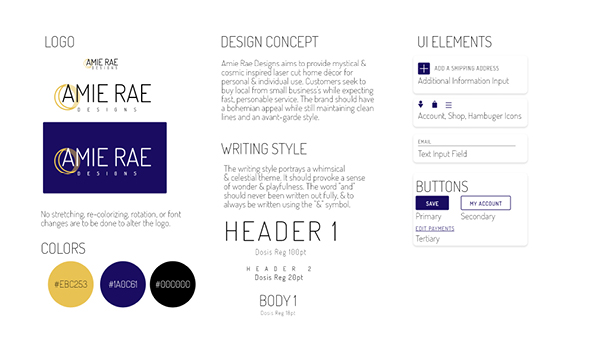 LOGO
AMIE RAE
DESIGNS
AMIE RAE
DESIGNS
AMIE RAE
DESIGNS
No stretching, re-colorizing, rotation, or font
changes are to be done to alter the logo.
COLORS
#EBC253
#1A0C61
#000000
DESIGN CONCEPT
Amie Rae Designs aims to provide mystical &
cosmic inspired laser cut home décor for
personal & individual use. Customers seek to
buy local from small business's while expecting
fast, personable service. The brand should have
a bohemian appeal while still maintaining clean
lines and an avant-garde style.
WRITING STYLE
The writing style portrays a whimsical
& celestial theme. It should provoke a sense
of wonder & playfulness. The word "and"
should never been written out fully, & to
always be written using the "&" symbol.
HEADER 1
Dosis Reg 100pt
HEADER 2
Dosis Reg 20pt
BODY 1
Dosis Reg 16pt
UI ELEMENTS
ADD A SHIPPING ADDRESS
Additional Information Input
Account, Shop, Hambuger Icons
EMAIL
Text Input Field
BUTTONS
SAVE
MY ACCOUNT
Primary
Secondary
EDIT PAYMENTS
Tertiary